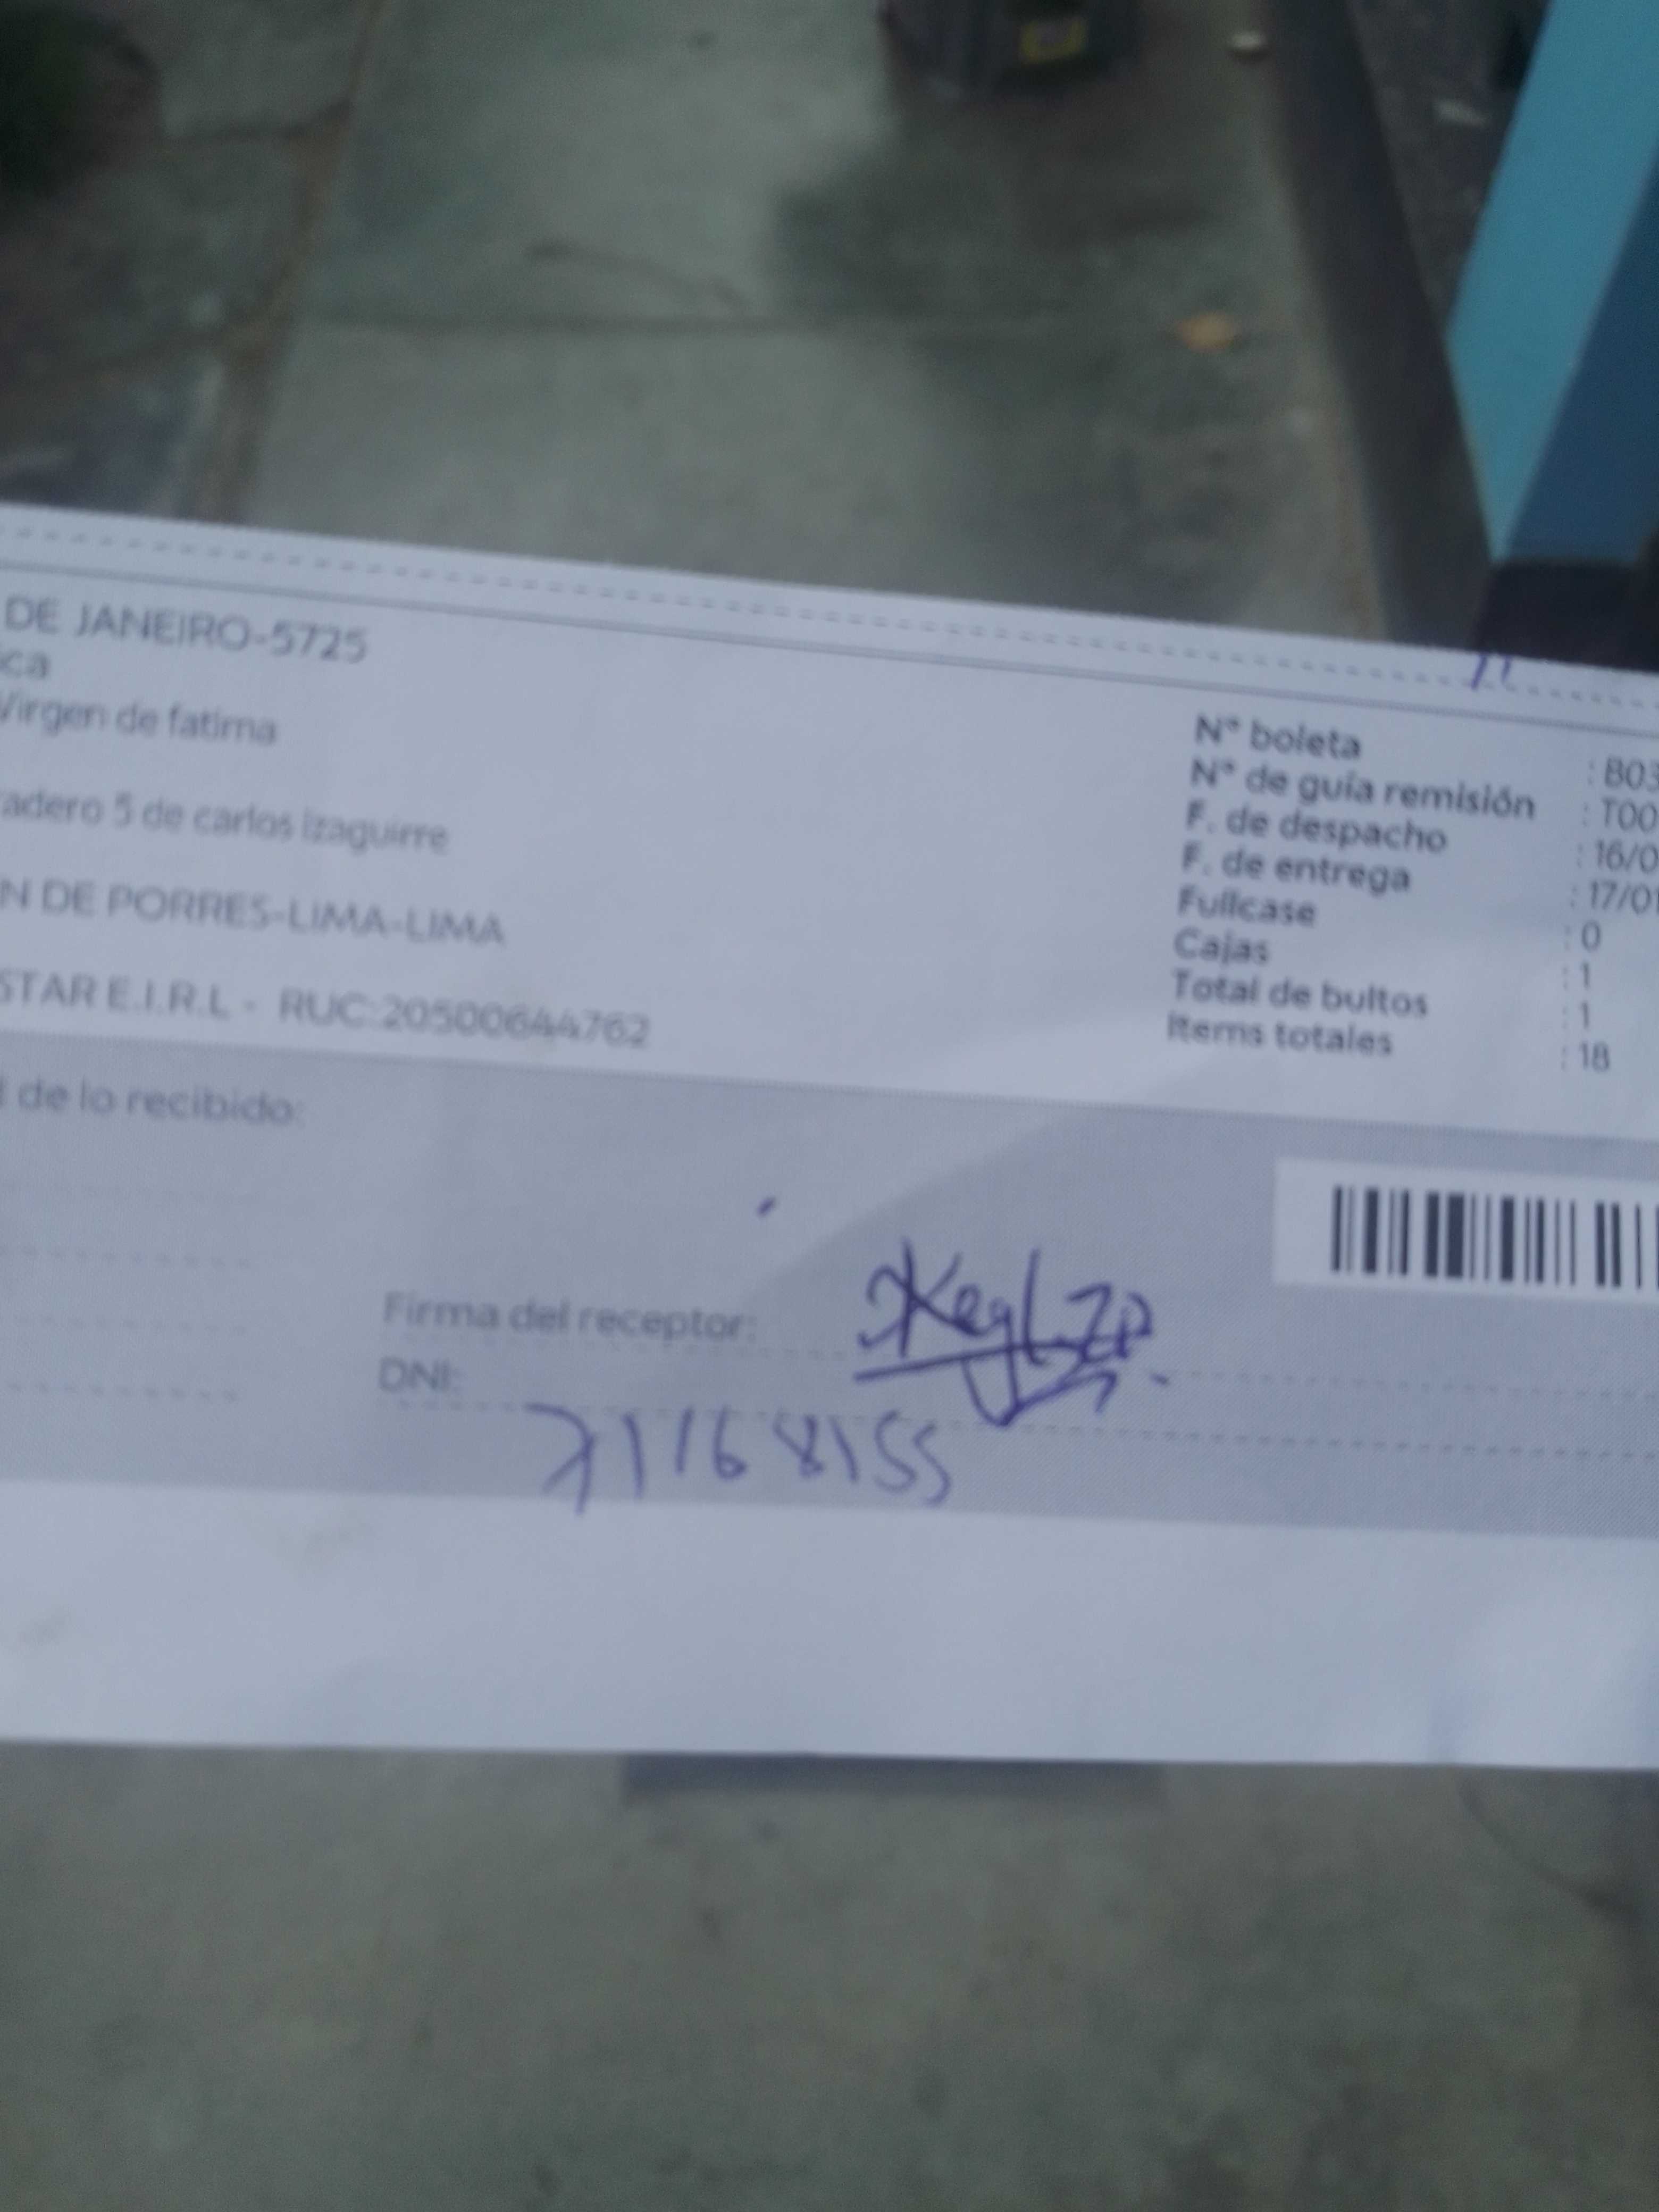 DE JANEIRO-5725
ica
Virgen de fatima
radero 5 de carlos izaguirre
N DE PORRES-LIMA-LIMA
STAR E.I.R.L - RUC:20500644762
N° boleta : B03
N° de guía remisión : T00
F. de despacho : 16/0
F. de entrega : 17/01
Fullcase : 0
Cajas : 1
Total de bultos : 1
Items totales : 18
l de lo recibido:
Firma del receptor:
DNI:
71168155